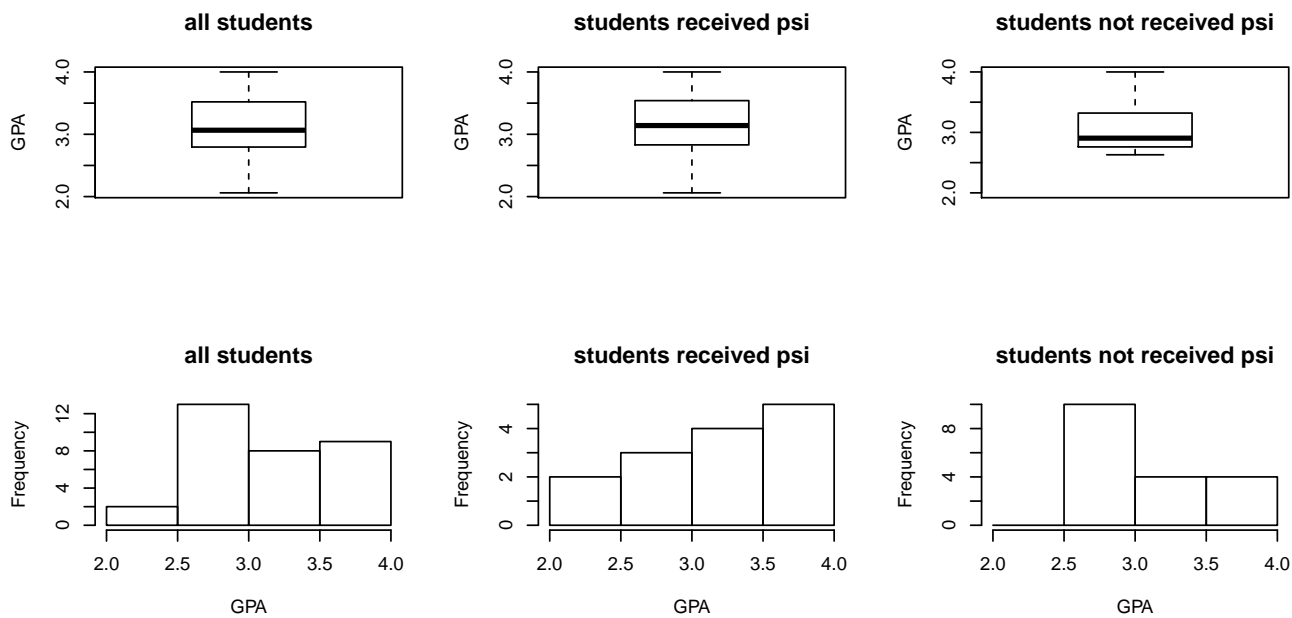 all students
GPA
2.0 3.0 4.0
students received psi
GPA
2.0 3.0 4.0
students not received psi
GPA
2.0 3.0 4.0
all students
Frequency
0 4 8 12
2.0 2.5 3.0 3.5 4.0
GPA
students received psi
Frequency
0 2 4
2.0 2.5 3.0 3.5 4.0
GPA
students not received psi
Frequency
0 4 8
2.0 2.5 3.0 3.5 4.0
GPA